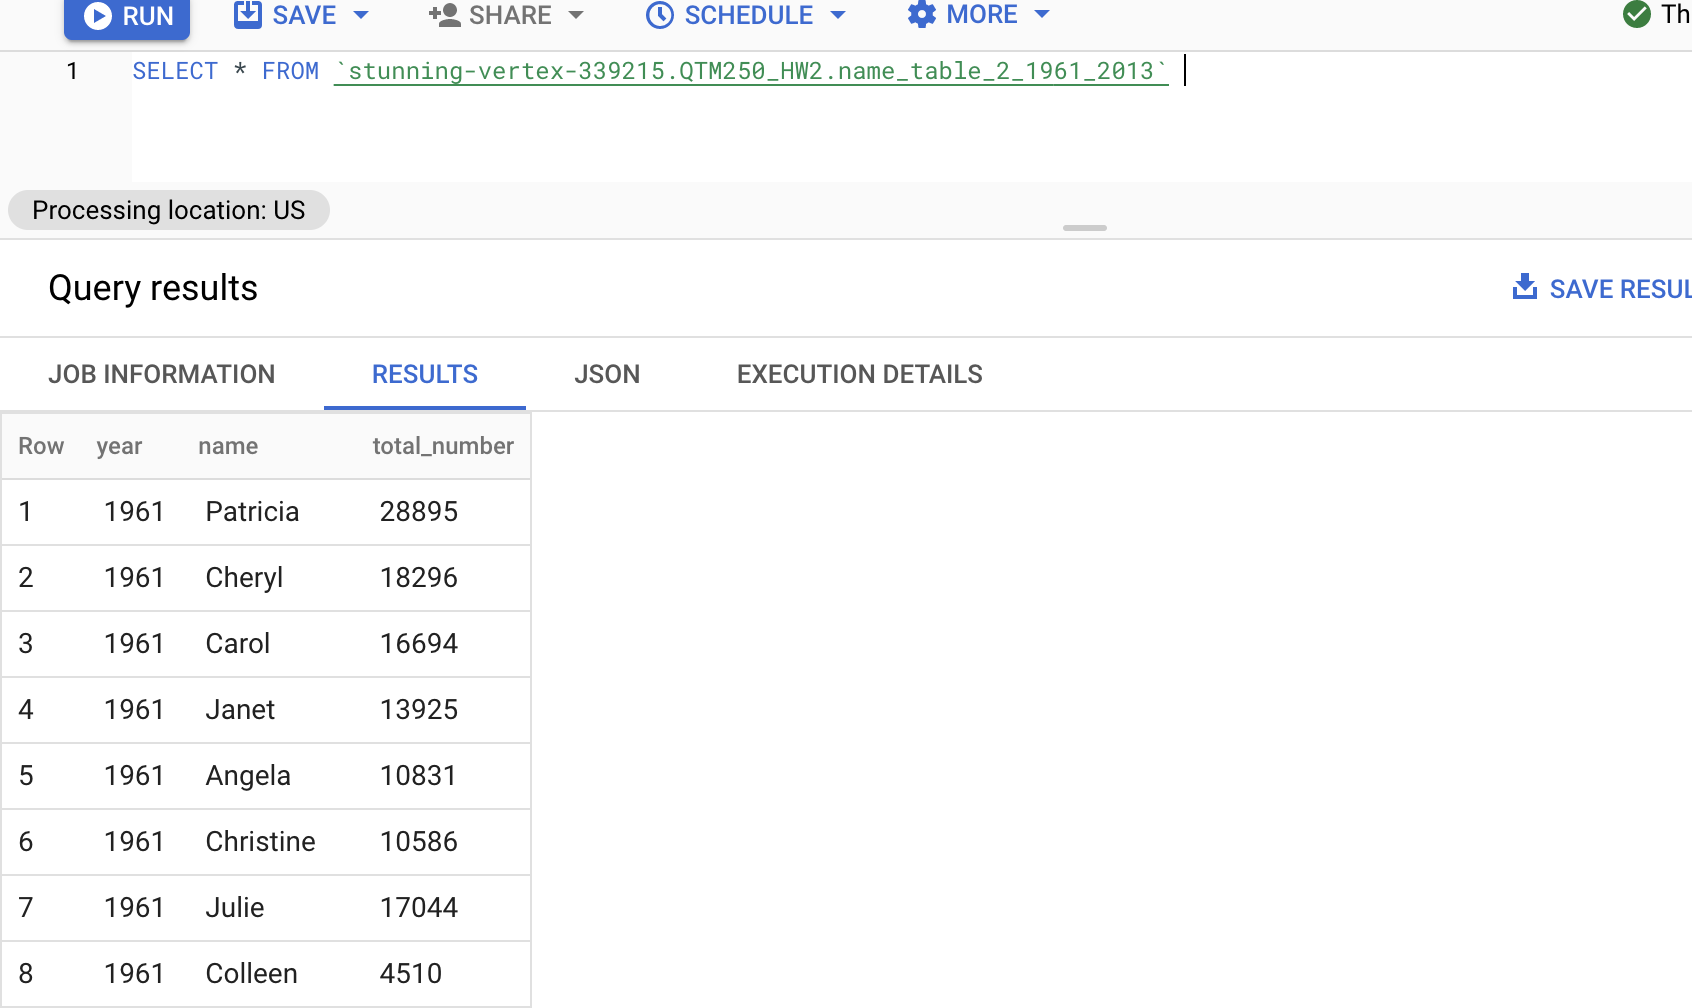 RUN SAVE SHARE SCHEDULE MORE Th
1 SELECT * FROM `stunning-vertex-339215.QTM250_HW2.name_table_2_1961_2013`
Processing location: US
Query results SAVE RESUL
JOB INFORMATION RESULTS JSON EXECUTION DETAILS
Row year name total_number
1 1961 Patricia 28895
2 1961 Cheryl 18296
3 1961 Carol 16694
4 1961 Janet 13925
5 1961 Angela 10831
6 1961 Christine 10586
7 1961 Julie 17044
8 1961 Colleen 4510